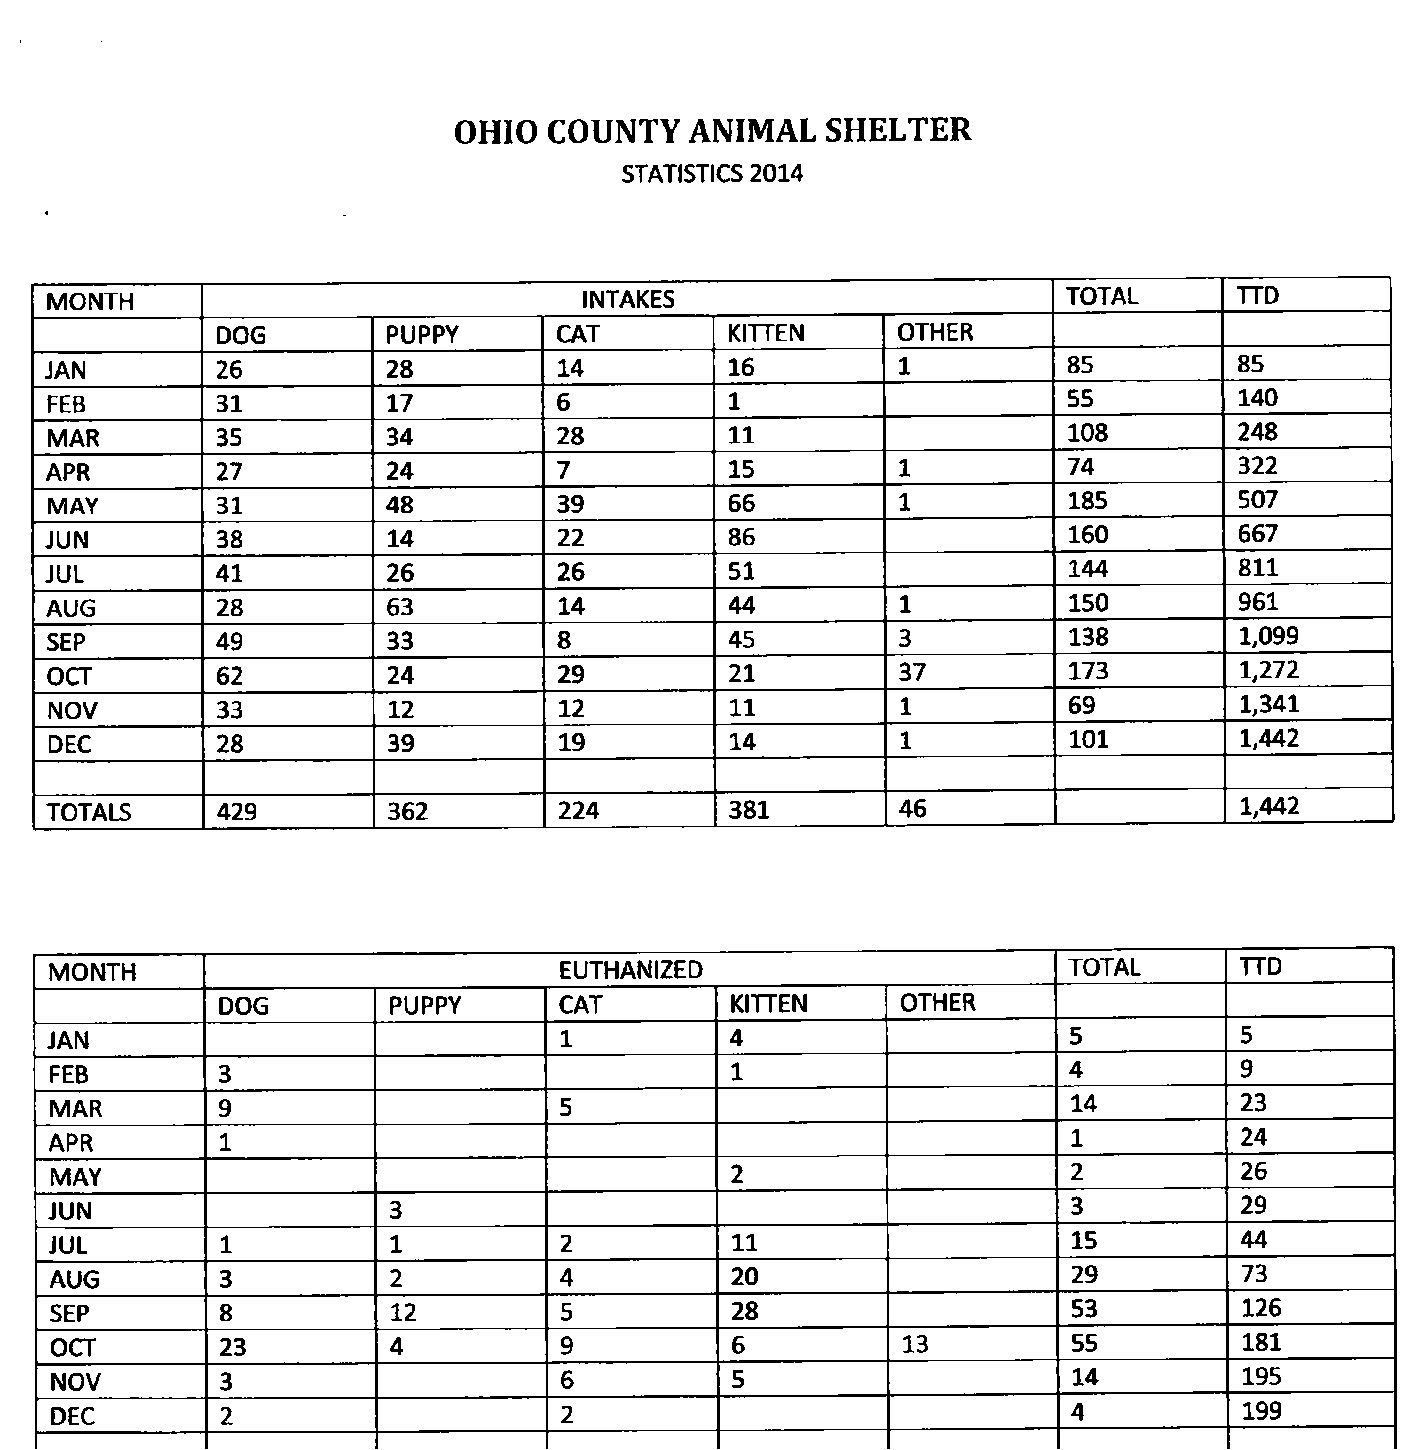 OHIO COUNTY ANIMAL SHELTER
STATISTICS 2014
MONTH INTAKES TOTAL TTD
DOG PUPPY CAT KITTEN OTHER
JAN 26 28 14 16 1 85 85
FEB 31 17 6 1 55 140
MAR 35 34 28 11 108 248
APR 27 24 7 15 1 74 322
MAY 31 48 39 66 1 185 507
JUN 38 14 22 86 160 667
JUL 41 26 26 51 144 811
AUG 28 63 14 44 1 150 961
SEP 49 33 8 45 3 138 1,099
OCT 62 24 29 21 37 173 1,272
NOV 33 12 12 11 1 69 1,341
DEC 28 39 19 14 1 101 1,442
TOTALS 429 362 224 381 46 1,442
MONTH EUTHANIZED TOTAL TTD
DOG PUPPY CAT KITTEN OTHER
JAN 1 4 5 5
FEB 3 1 4 9
MAR 9 5 14 23
APR 1 1 24
MAY 2 2 26
JUN 3 3 29
JUL 1 1 2 11 15 44
AUG 3 2 4 20 29 73
SEP 8 12 5 28 53 126
OCT 23 4 9 6 13 55 181
NOV 3 6 5 14 195
DEC 2 2 4 199